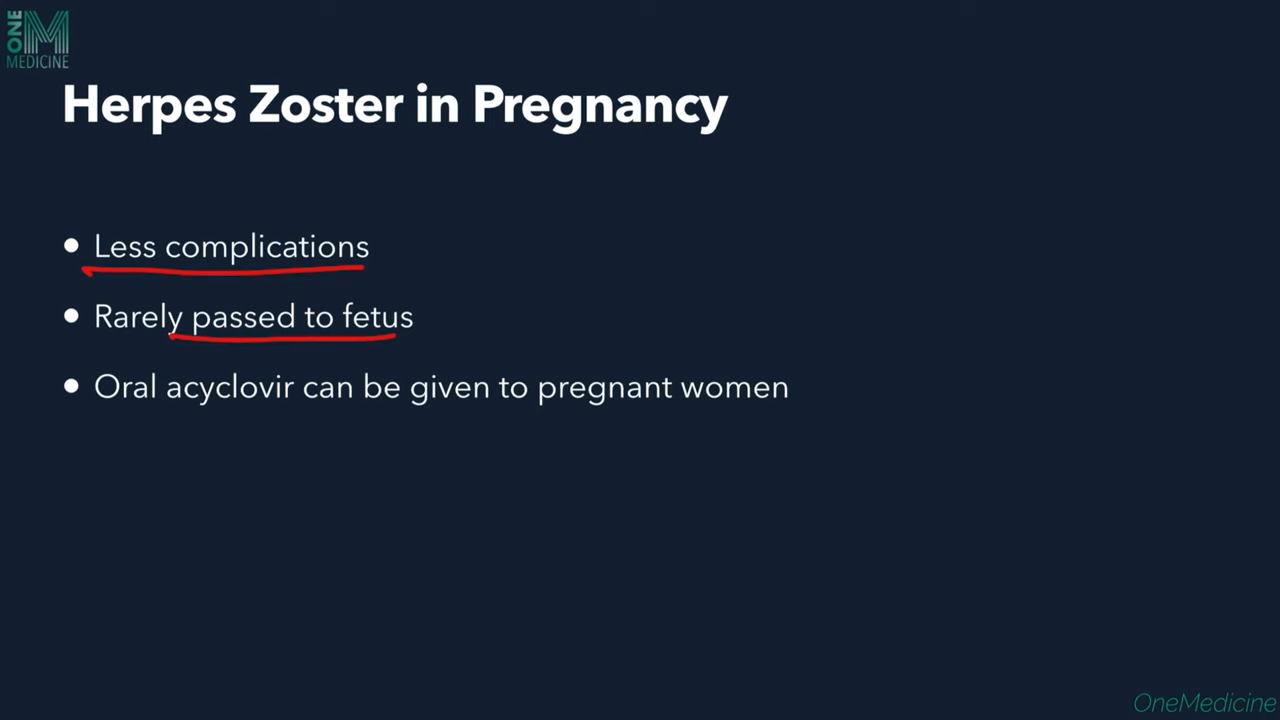 ONE
MEDICINE
Herpes Zoster in Pregnancy
• Less complications
• Rarely passed to fetus
• Oral acyclovir can be given to pregnant women
OneMedicine